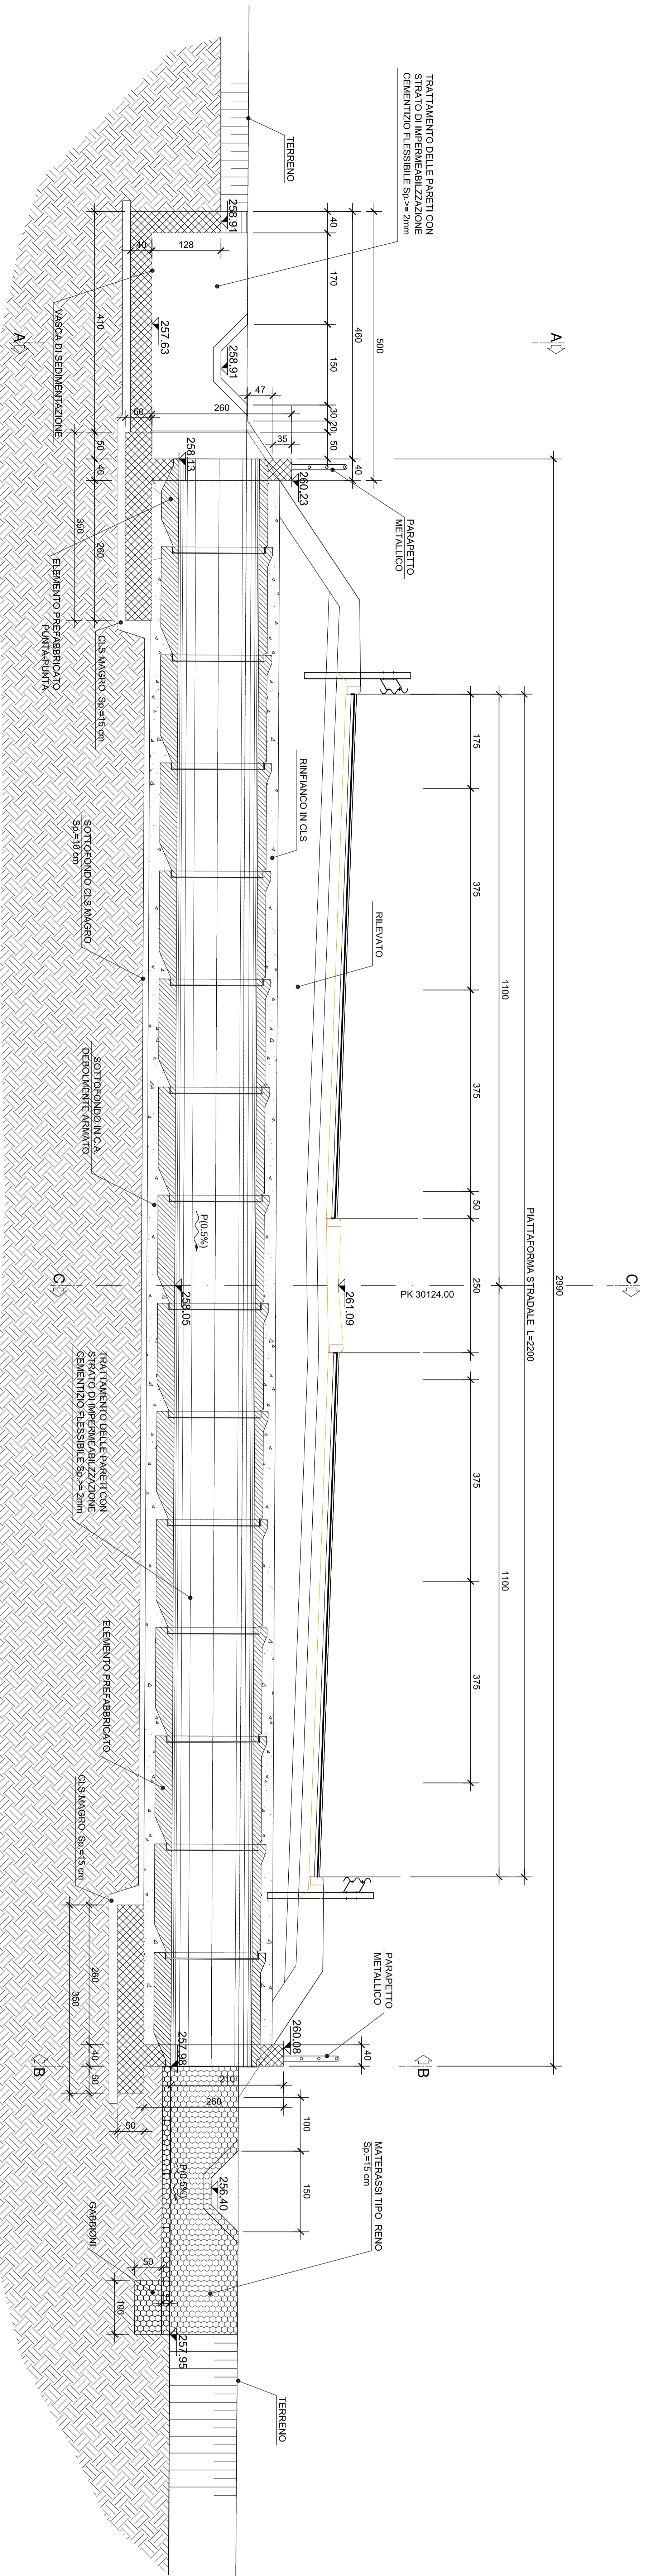 TRATTAMENTO DELLE PARETI CON
STRATO DI IMPERMEABILIZZAZIONE
CEMENTIZIO FLESSIBILE Sp.>= 2mm
TERRENO
258.91
40
128
40
170
460
500
150
410
VASCA DI SEDIMENTAZIONE
257.63
258.91
A
A
47
260
30
20
50
35
50
50
40
40
258.13
260.23
350
260
PARAPETTO
METALLICO
ELEMENTO PREFABBRICATO
PUNTA-PUNTA
CLS MAGRO Sp.=15 cm
RINFIANCO IN CLS
RILEVATO
SOTTOFONDO CLS MAGRO
Sp.=10 cm
SOTTOFONDO IN C.A.
DEBOLMENTE ARMATO
P(0.5%)
175
375
1100
375
50
250
PIATTAFORMA STRADALE L=2200
2990
C
C
258.05
261.09
PK 30124.00
375
1100
375
TRATTAMENTO DELLE PARETI CON
STRATO DI IMPERMEABILIZZAZIONE
CEMENTIZIO FLESSIBILE Sp.>= 2mm
ELEMENTO PREFABBRICATO
CLS MAGRO Sp.=15 cm
260
350
40
50
257.98
260.08
PARAPETTO
METALLICO
40
B
B
210
260
50
100
150
P(0.5%)
256.40
MATERASSI TIPO RENO
Sp.=15 cm
GABBIONI
50
100
257.95
TERRENO